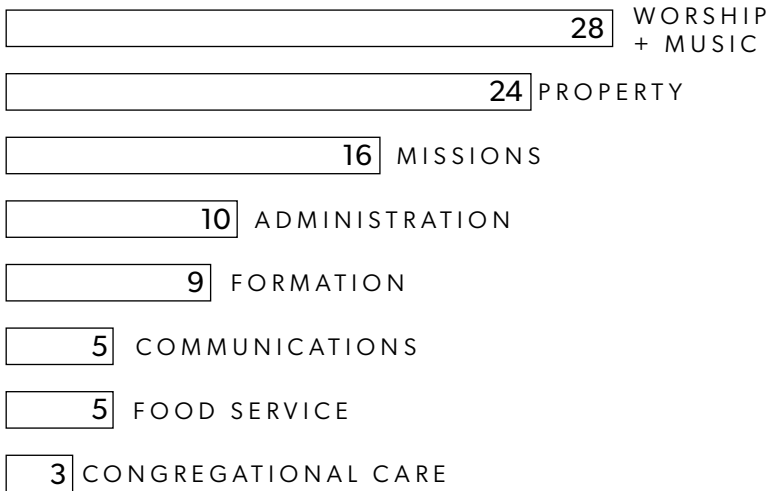 28 WORSHIP
+ MUSIC
24 PROPERTY
16 MISSIONS
10 ADMINISTRATION
9 FORMATION
5 COMMUNICATIONS
5 FOOD SERVICE
3 CONGREGATIONAL CARE